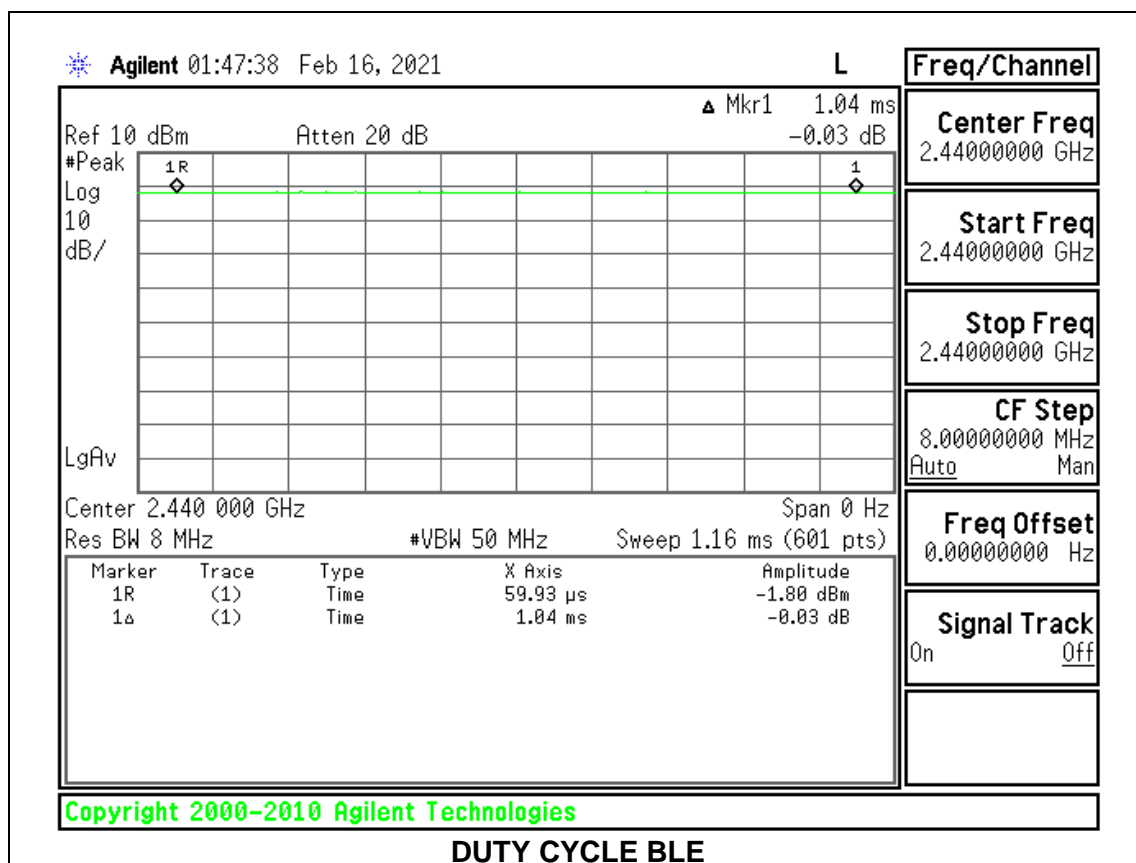 Agilent 01:47:38 Feb 16, 2021 L
Freq/Channel
Δ Mkr1 1.04 ms
Ref 10 dBm Atten 20 dB -0.03 dB
#Peak
Log
10
dB/
1R 1
LgAv
Center 2.440 000 GHz Span 0 Hz
Res BW 8 MHz #VBW 50 MHz Sweep 1.16 ms (601 pts)
Marker Trace Type X Axis Amplitude
1R (1) Time 59.93 µs -1.80 dBm
1Δ (1) Time 1.04 ms -0.03 dB
Center Freq
2.44000000 GHz
Start Freq
2.44000000 GHz
Stop Freq
2.44000000 GHz
CF Step
8.00000000 MHz
Auto Man
Freq Offset
0.00000000 Hz
Signal Track
On Off
Copyright 2000-2010 Agilent Technologies
DUTY CYCLE BLE